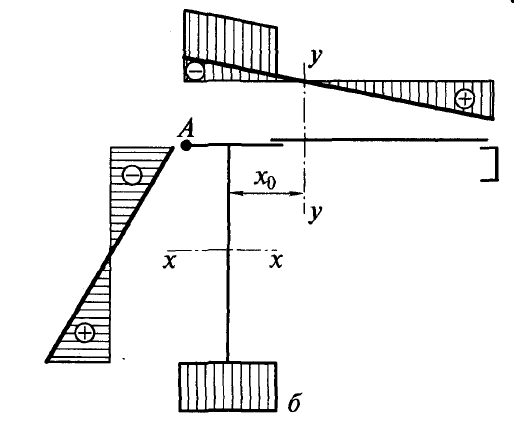 y
−
+
A
x₀
−
y
x x
+
б